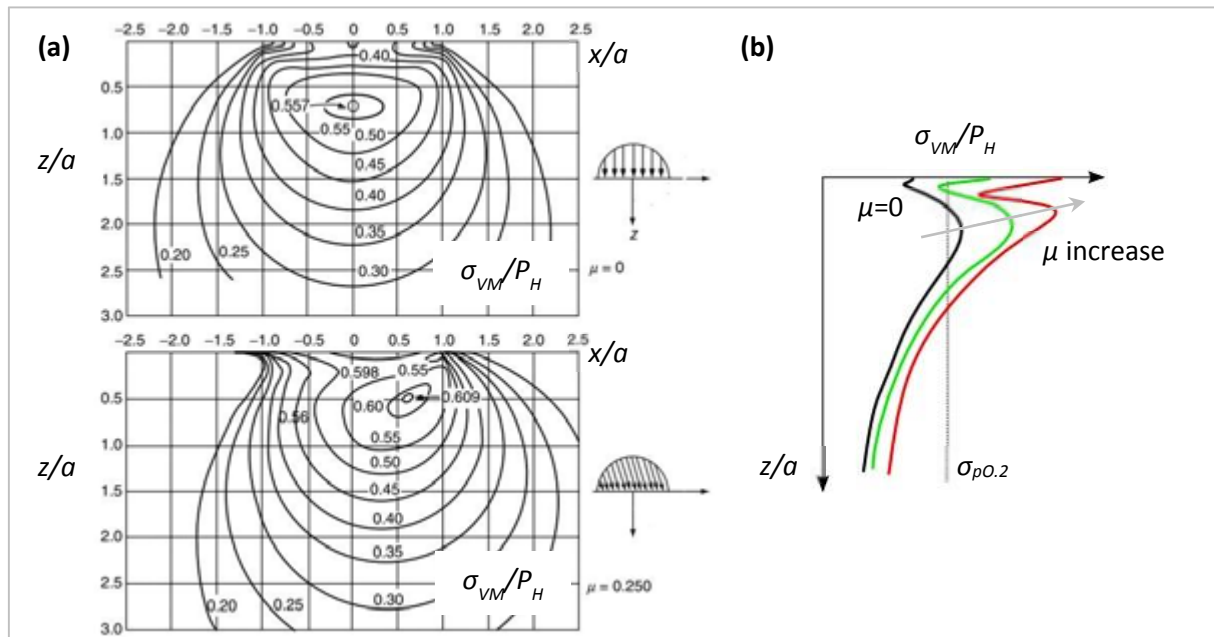 (a)
−2.5 −2.0 −1.5 −1.0 −0.5 0 0.5 1.0 1.5 2.0 2.5
x/a
0.40
0.5
0.557
0.55
0.50
1.0
z/a
0.45
1.5
0.40
2.0
0.35
0.20
0.25
2.5
0.30
σVM/PH
3.0
z
μ = 0
−2.5 −2.0 −1.5 −1.0 −0.5 0 0.5 1.0 1.5 2.0 2.5
x/a
0.598
0.55
0.5
0.607
0.609
0.56
1.0
0.55
z/a
0.50
1.5
0.45
0.40
2.0
0.35
2.5
0.20
0.25
0.30
σVM/PH
3.0
μ = 0.250
(b)
σVM/PH
μ=0
μ increase
z/a
σp0.2